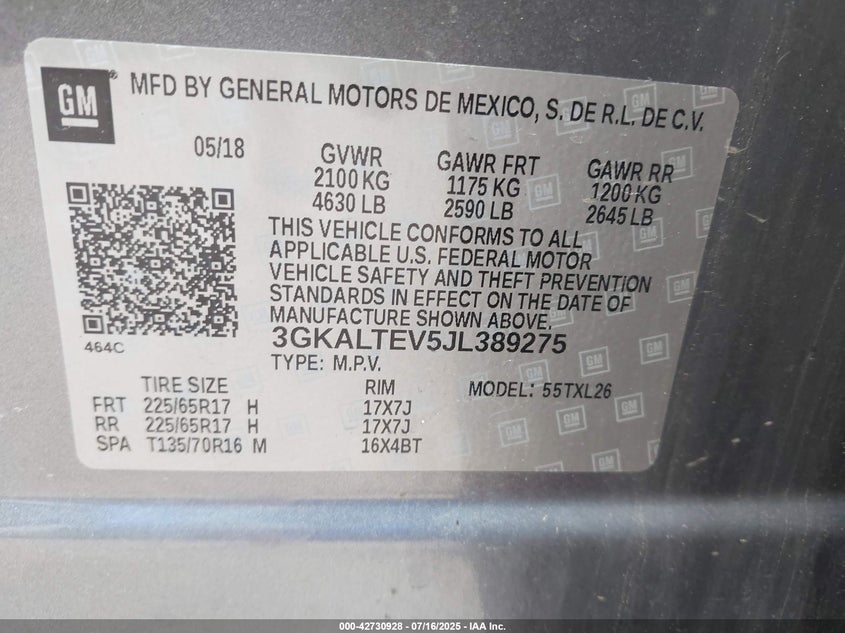 GM
MFD BY GENERAL MOTORS DE MEXICO, S. DE R.L. DE C.V.
05/18
GVWR GAWR FRT GAWR RR
2100 KG 1175 KG 1200 KG
4630 LB 2590 LB 2645 LB
THIS VEHICLE CONFORMS TO ALL
APPLICABLE U.S. FEDERAL MOTOR
VEHICLE SAFETY AND THEFT PREVENTION
STANDARDS IN EFFECT ON THE DATE OF
MANUFACTURE SHOWN ABOVE.
464C
3GKALTEV5JL389275
TYPE: M.P.V.
TIRE SIZE RIM MODEL: 55TXL26
FRT 225/65R17 H 17X7J
RR 225/65R17 H 17X7J
SPA T135/70R16 M 16X4BT
000-42730928 - 07/16/2025 - IAA Inc.